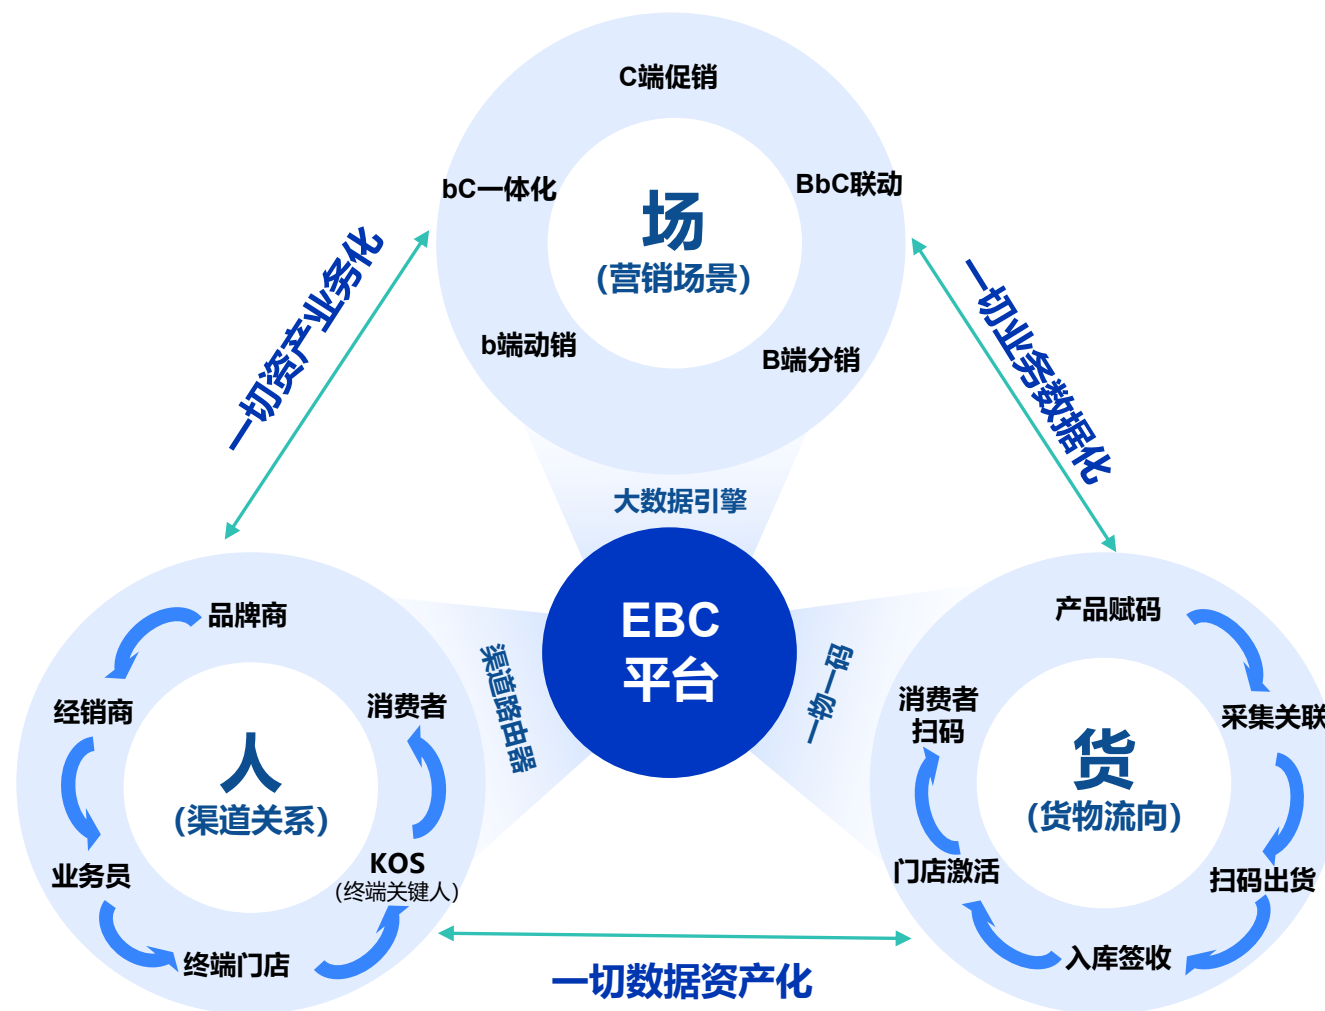 C端促销
bC一体化
BbC联动
场
（营销场景）
b端动销
B端分销
一切资产业务化
一切业务数据化
大数据引擎
EBC
平台
渠道路由器
一物一码
品牌商
经销商
消费者
人
（渠道关系）
业务员
KOS
（终端关键人）
终端门店
产品赋码
消费者
扫码
采集关联
货
（货物流向）
门店激活
扫码出货
入库签收
一切数据资产化